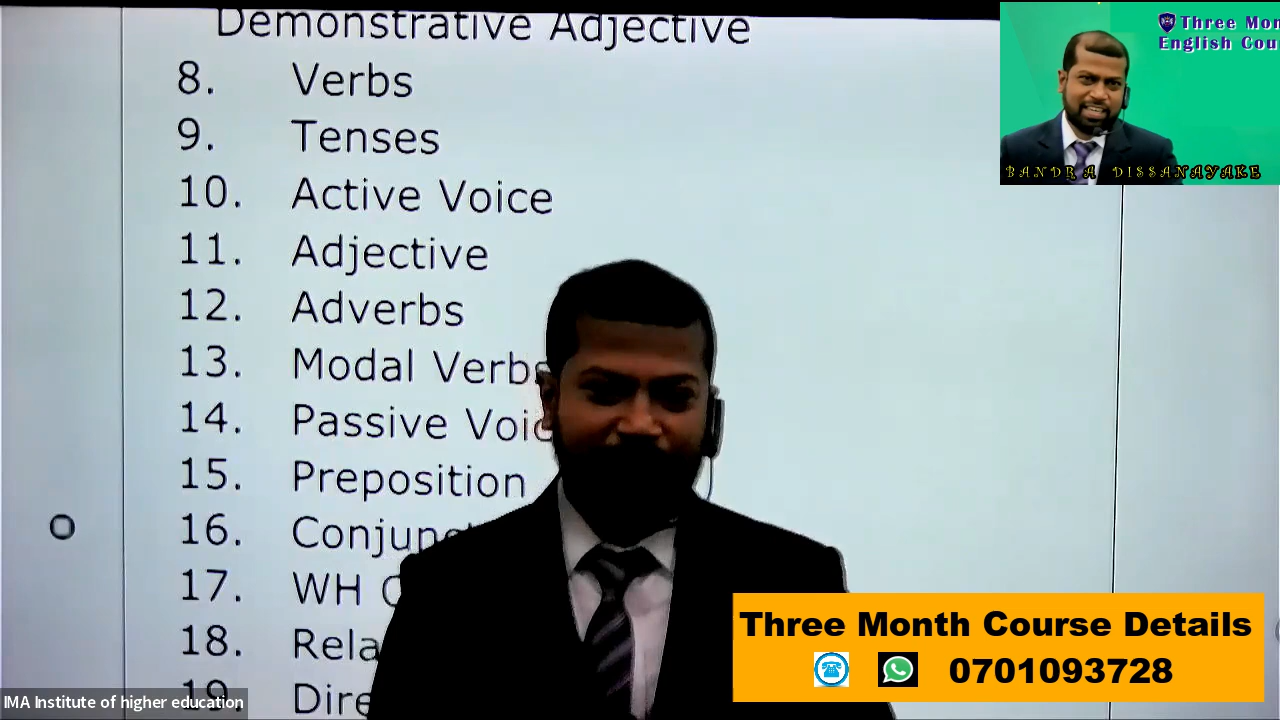 Demonstrative Adjective
8. Verbs
9. Tenses
10. Active Voice
11. Adjective
12. Adverbs
13. Modal Verbs
14. Passive Voic
15. Preposition
16. Conjunc
17. WH
18. Rela
19. Dire
Three Mon
English Cou
BANDRA DISSANAYAKE
Three Month Course Details
0701093728
IMA Institute of higher education